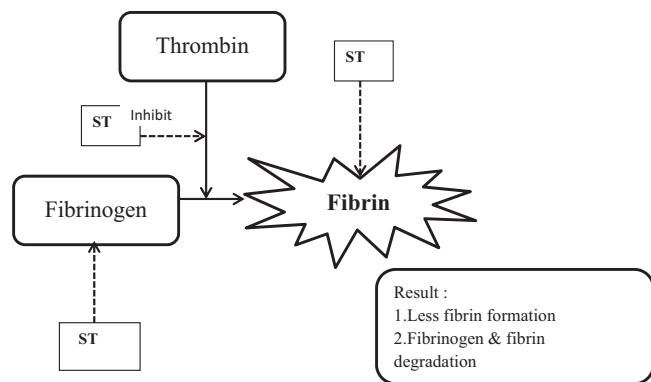 Thrombin
ST
ST Inhibit
Fibrinogen
Fibrin
ST
Result :
1.Less fibrin formation
2.Fibrinogen & fibrin
degradation